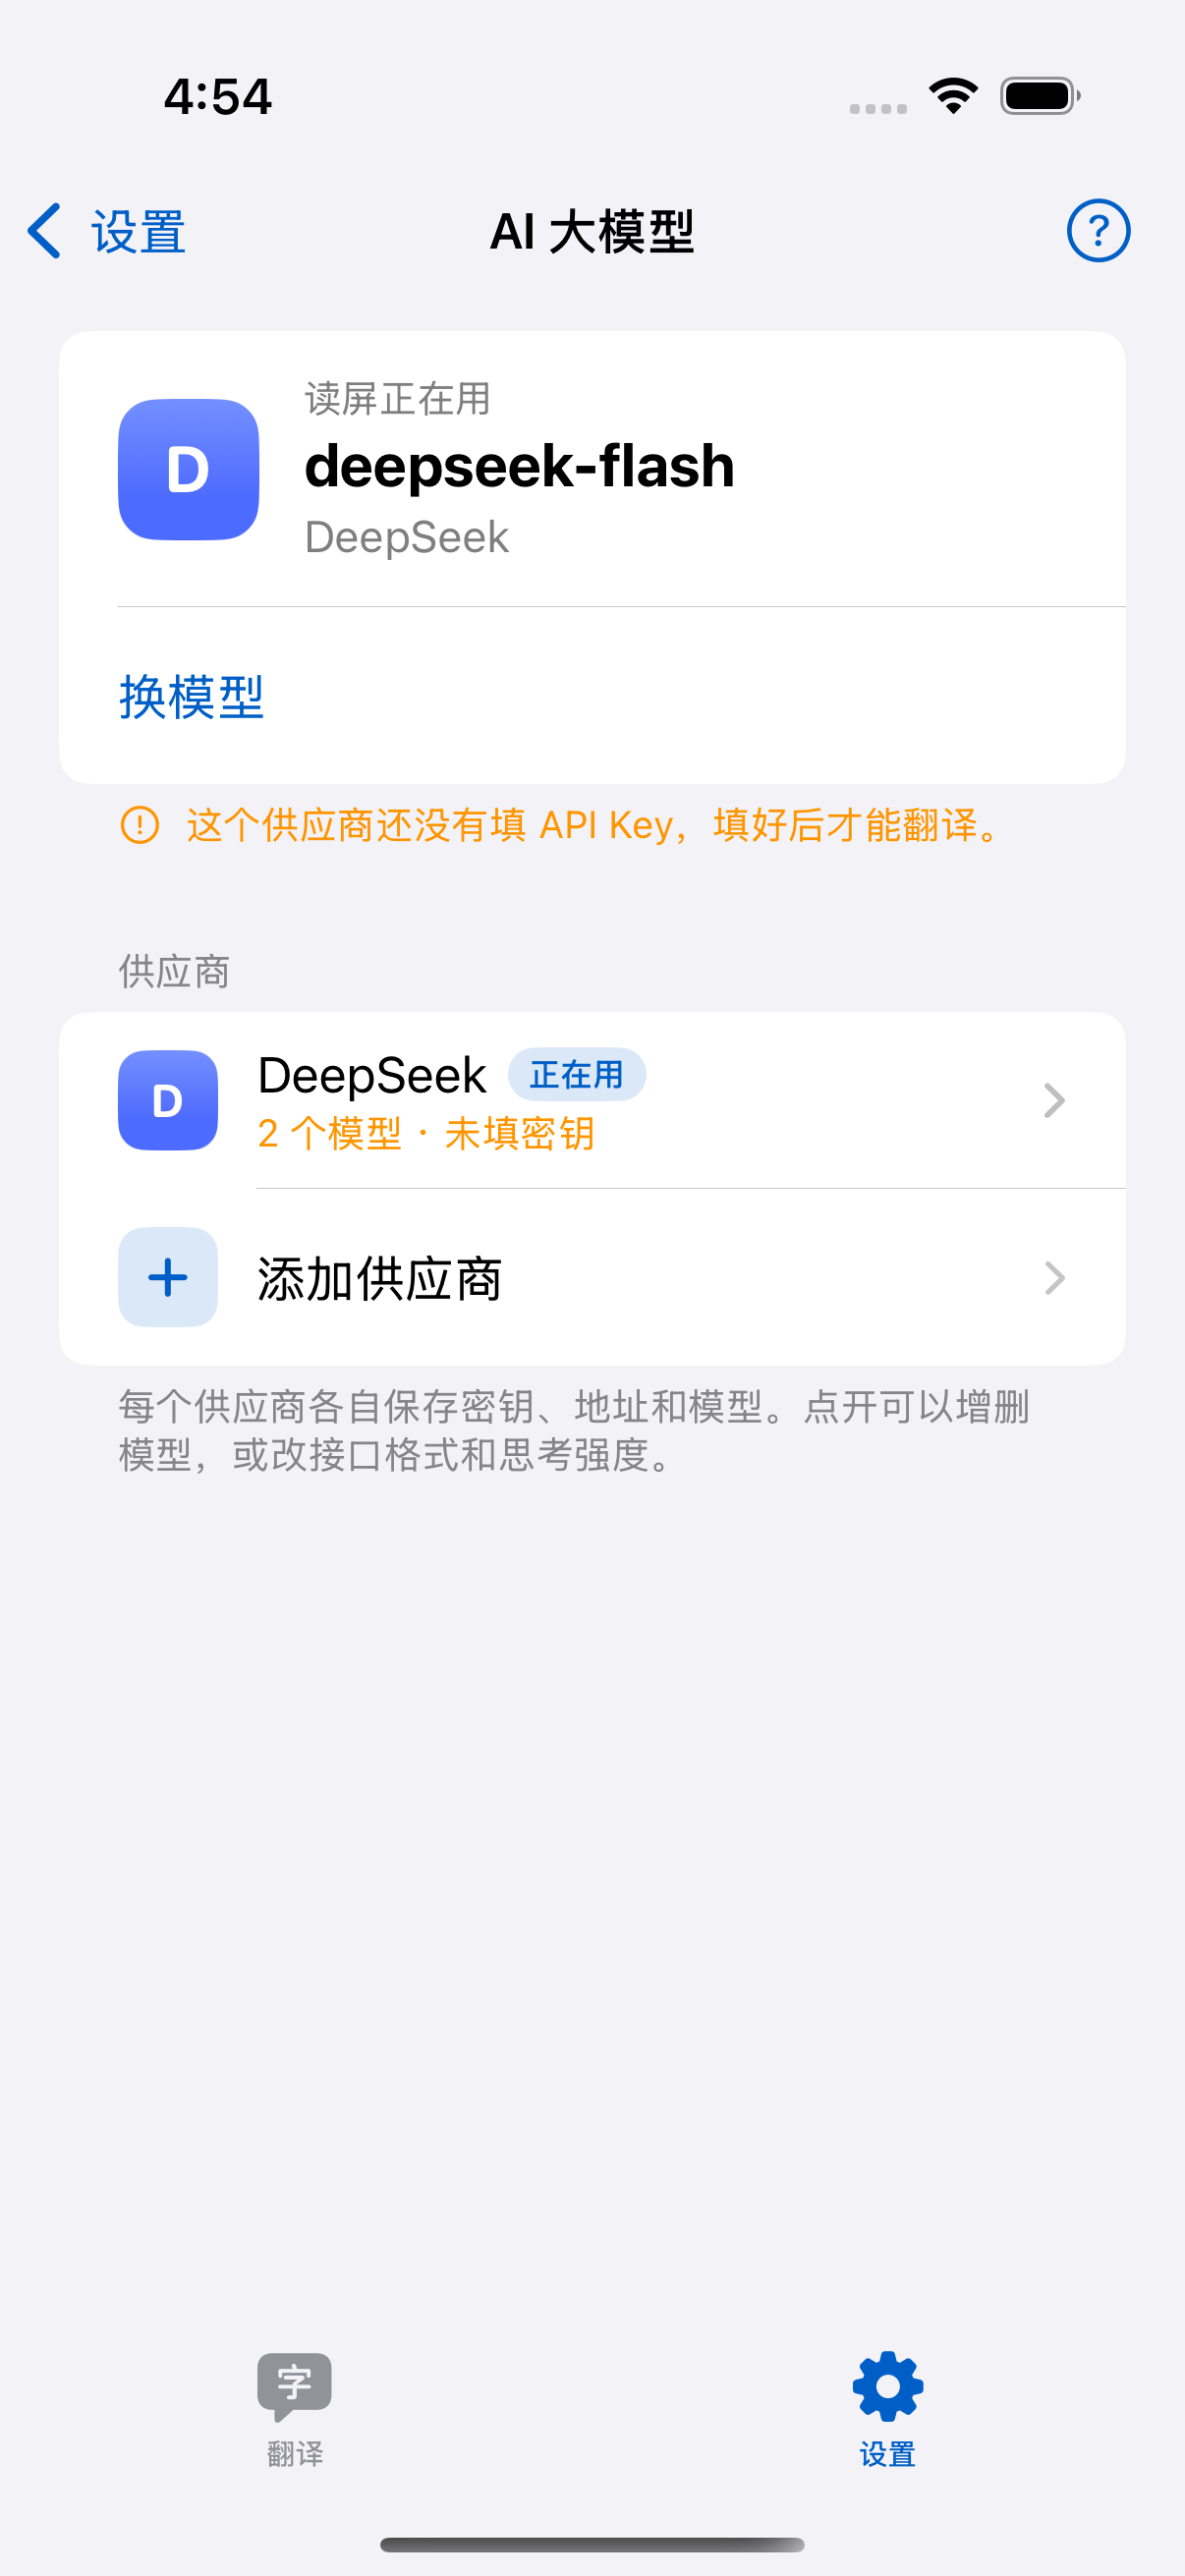 4:54
设置
AI 大模型
?
读屏正在用
D
deepseek-flash
DeepSeek
换模型
这个供应商还没有填 API Key，填好后才能翻译。
供应商
D
DeepSeek 正在用
2 个模型 · 未填密钥
添加供应商
每个供应商各自保存密钥、地址和模型。点开可以增删
模型，或改接口格式和思考强度。
字
翻译
设置